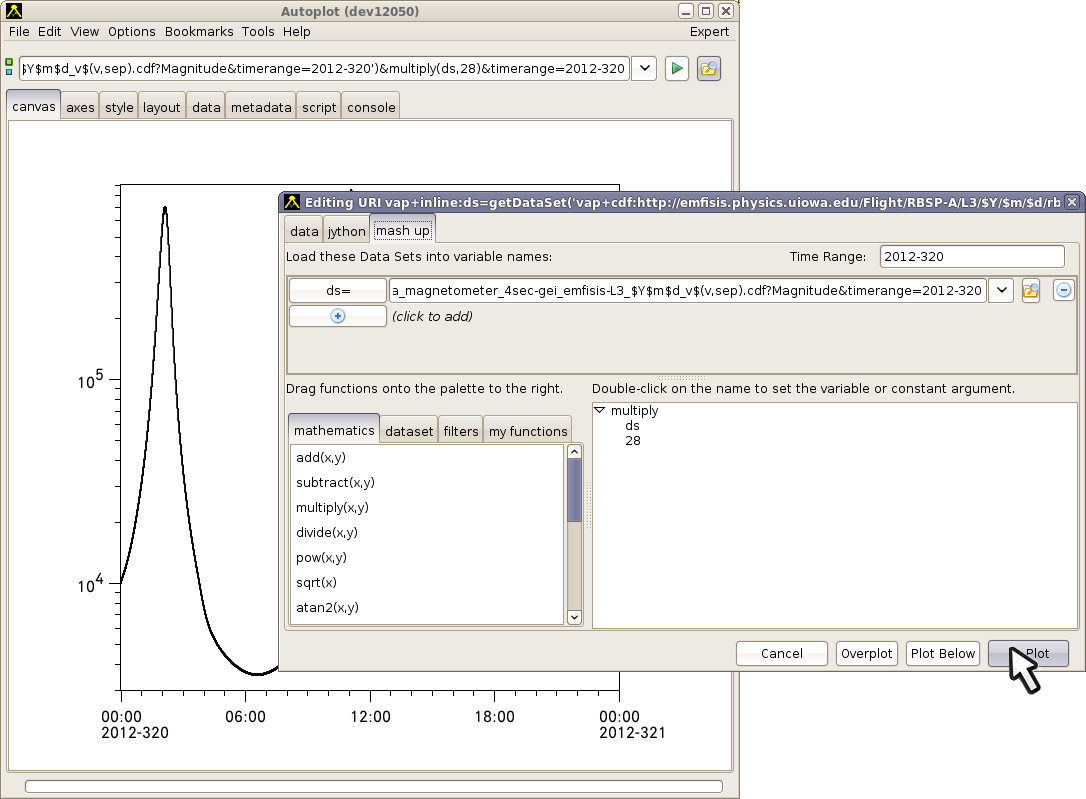 Autoplot (dev12050)
File Edit View Options Bookmarks Tools Help Expert
$Y$m$d_v$(v,sep).cdf?Magnitude&timerange=2012-320')&multiply(ds,28)&timerange=2012-320
canvas axes style layout data metadata script console
10^5
10^4
00:00 06:00 12:00 18:00 00:00
2012-320 2012-321
Editing URI vap+inline:ds=getDataSet('vap+cdf:http://emfisis.physics.uiowa.edu/Flight/RBSP-A/L3/$Y/$m/$d/rb
data jython mash up
Load these Data Sets into variable names: Time Range: 2012-320
ds= a_magnetometer_4sec-gei_emfisis-L3_$Y$m$d_v$(v,sep).cdf?Magnitude&timerange=2012-320
(click to add)
Drag functions onto the palette to the right. Double-click on the name to set the variable or constant argument.
mathematics dataset filters my functions
add(x,y)
subtract(x,y)
multiply(x,y)
divide(x,y)
pow(x,y)
sqrt(x)
atan2(x,y)
multiply
ds
28
Cancel Overplot Plot Below Plot